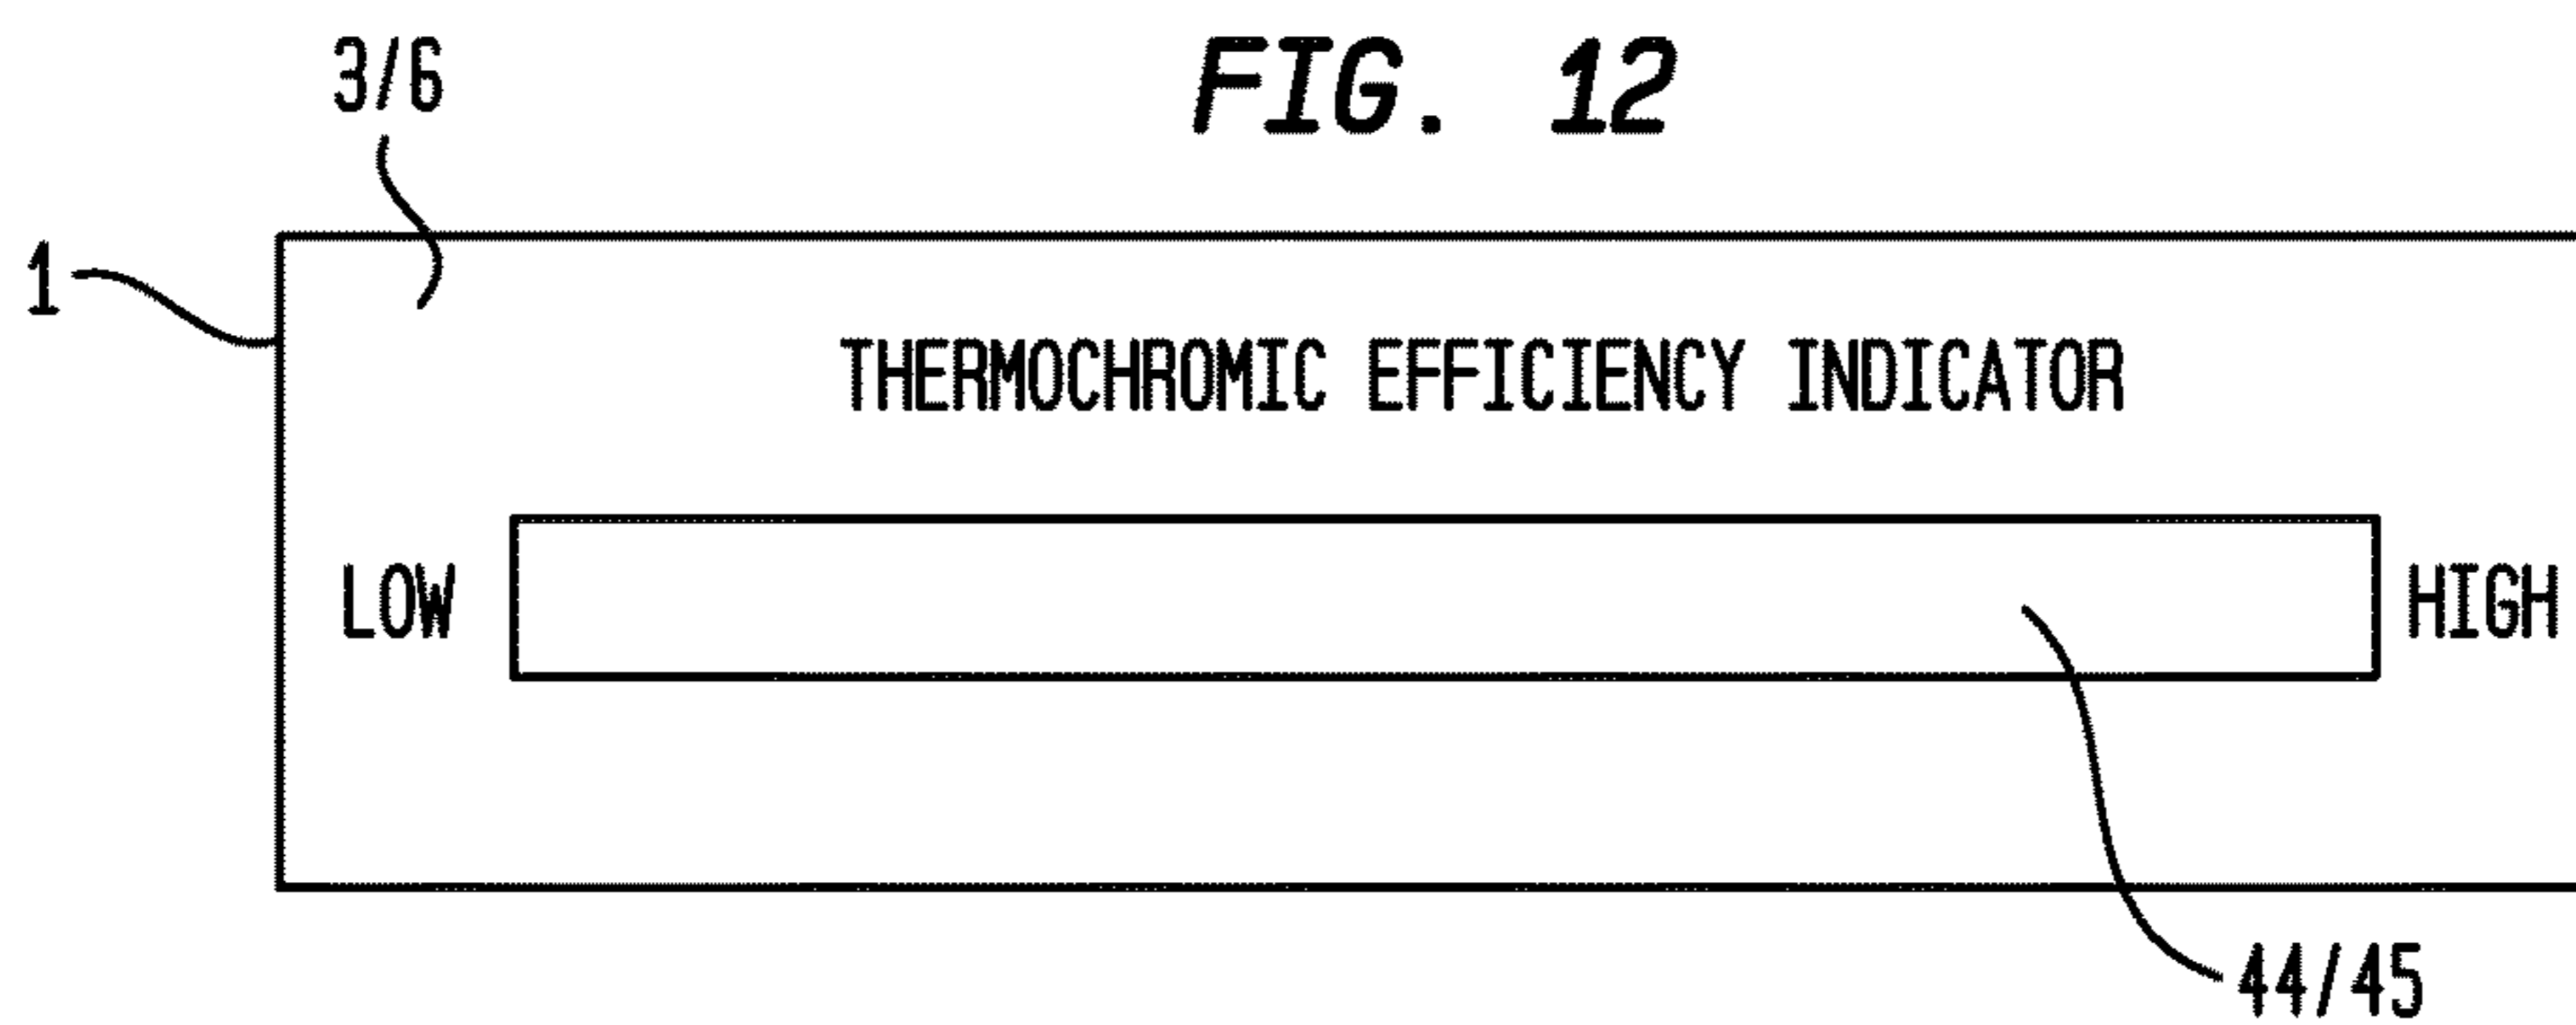 FIG. 12
3/6
1
THERMOCHROMIC EFFICIENCY INDICATOR
LOW HIGH
44/45